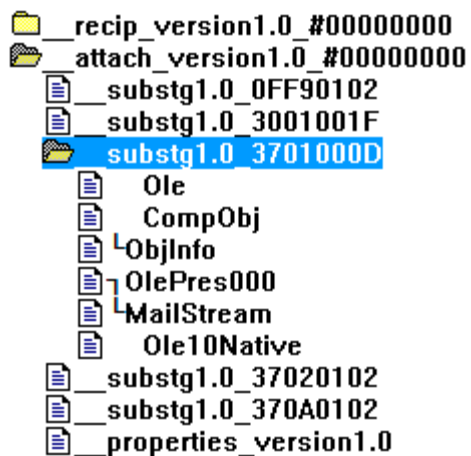 __recip_version1.0_#00000000
__attach_version1.0_#00000000
__substg1.0_0FF90102
__substg1.0_3001001F
__substg1.0_3701000D
Ole
CompObj
└ObjInfo
┐OlePres000
└MailStream
Ole10Native
__substg1.0_37020102
__substg1.0_370A0102
__properties_version1.0